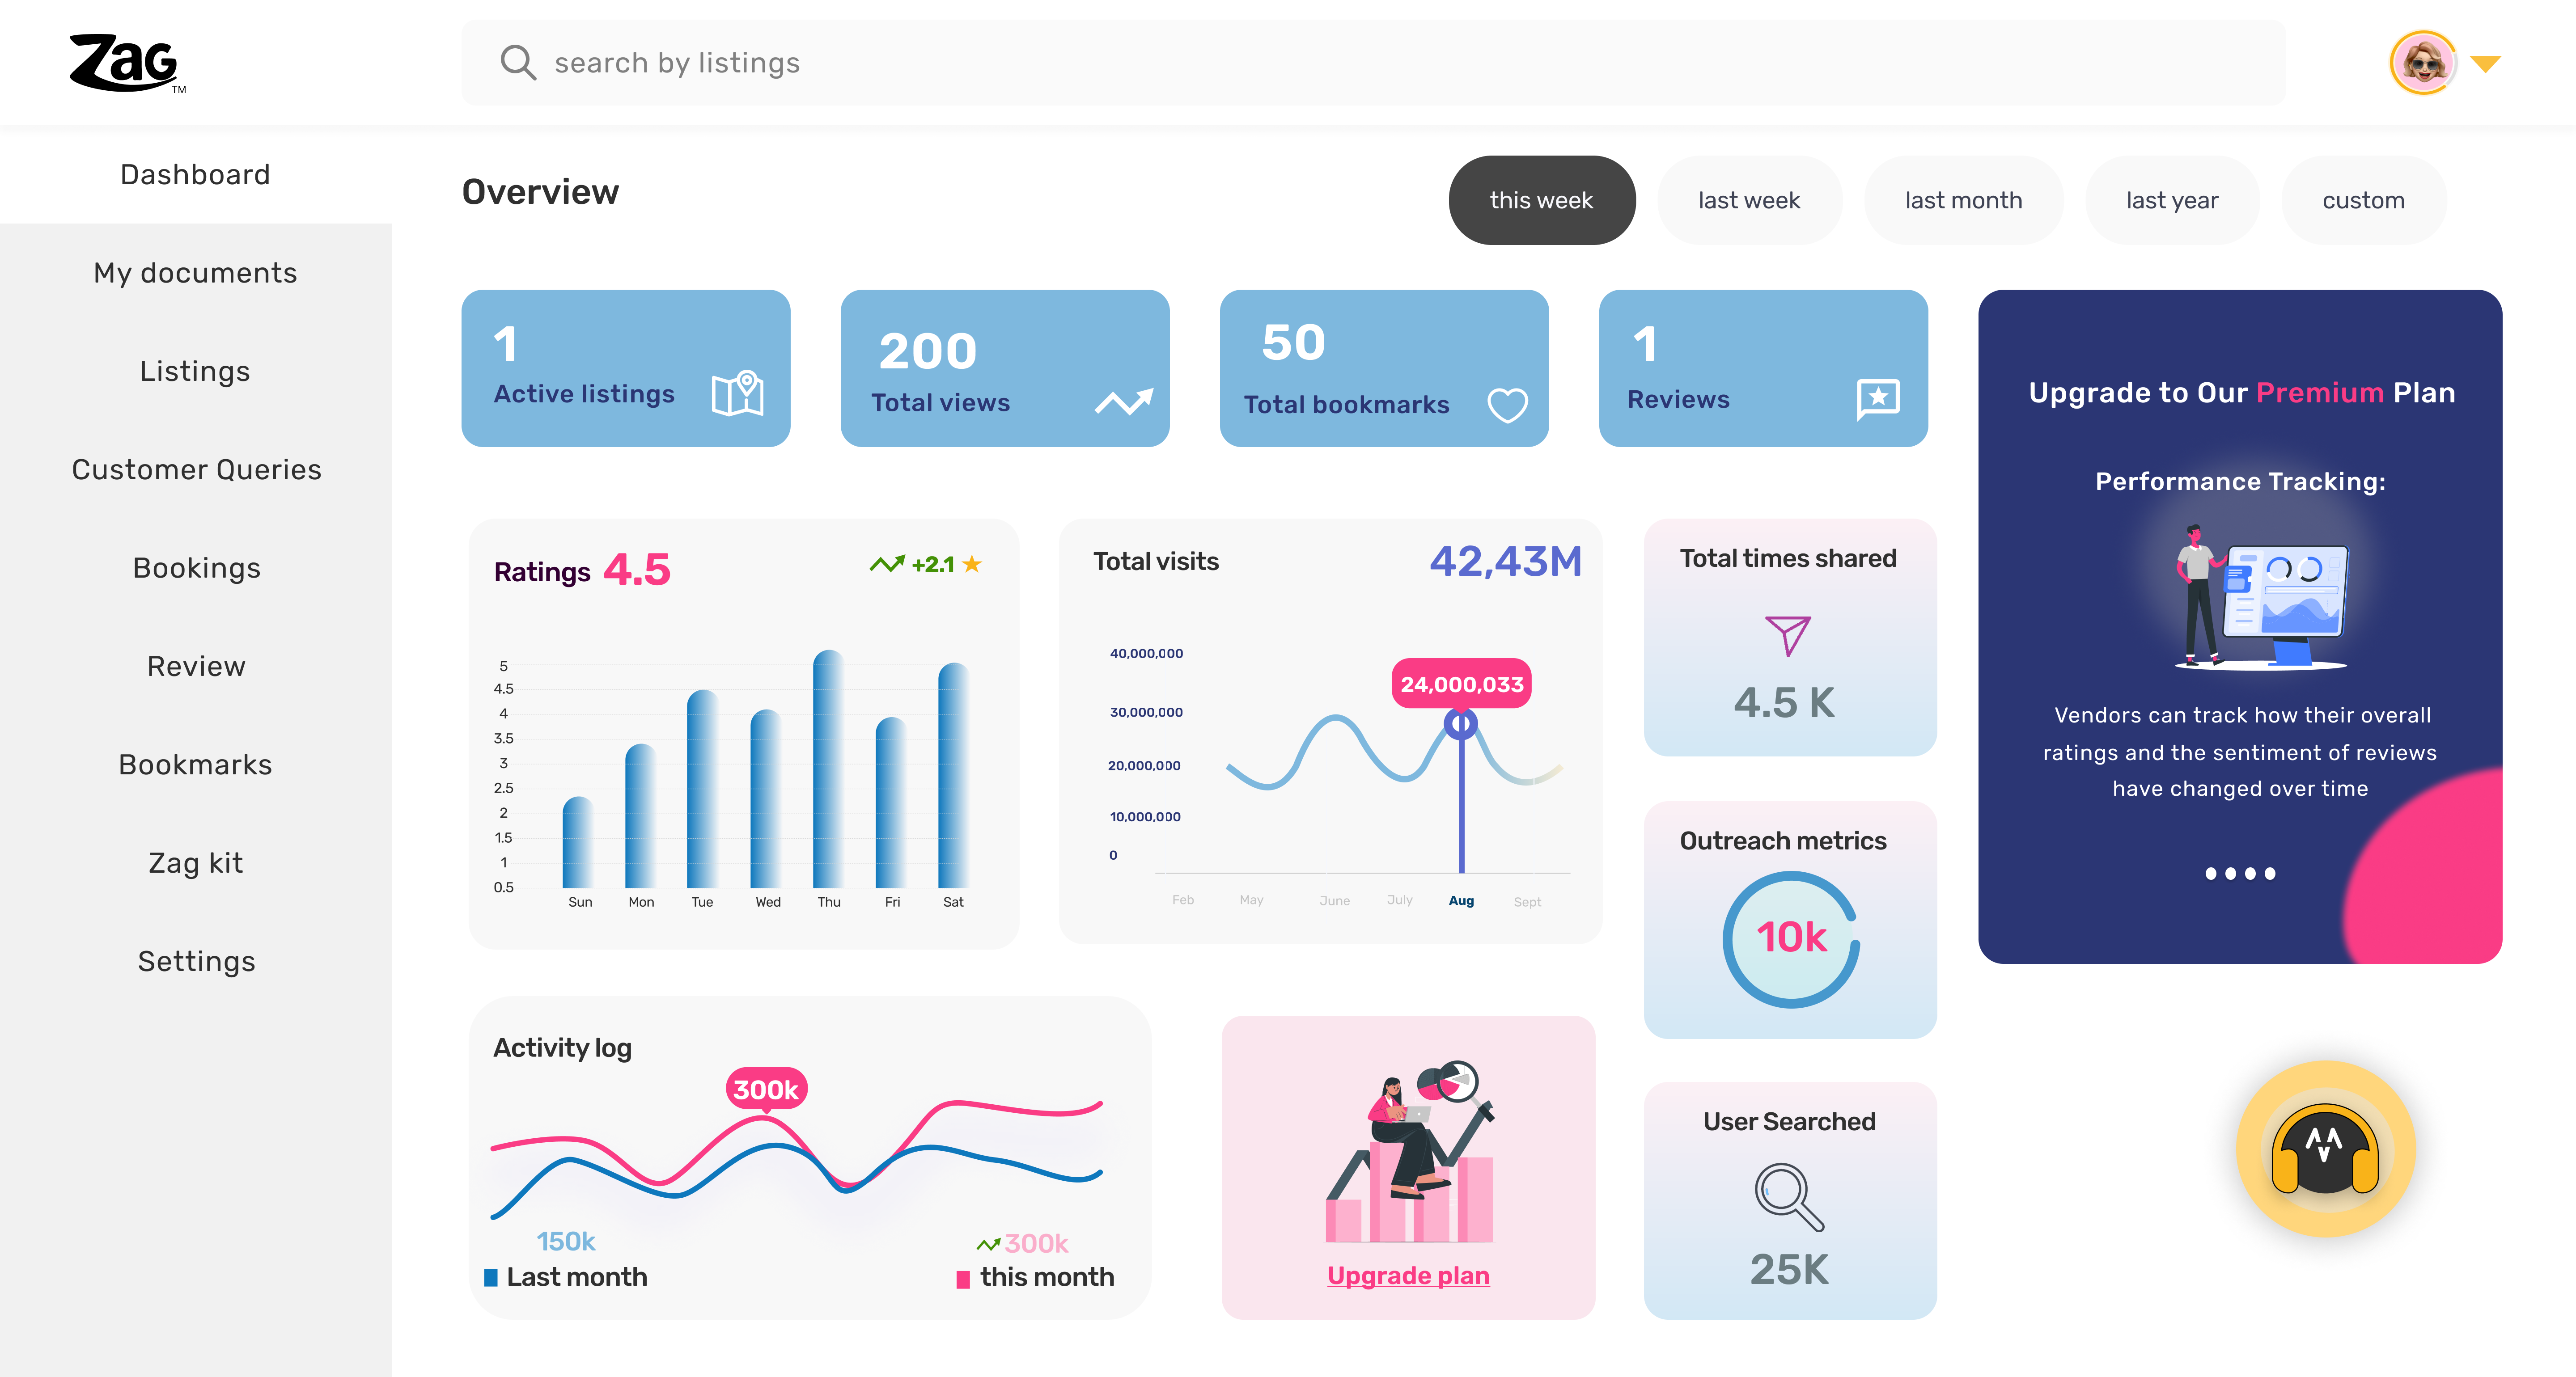 Zag
TM
search by listings
Dashboard
My documents
Listings
Customer Queries
Bookings
Review
Bookmarks
Zag kit
Settings
Overview
this week
last week
last month
last year
custom
1
Active listings
200
Total views
50
Total bookmarks
1
Reviews
Ratings 4.5
+2.1
5
4.5
4
3.5
3
2.5
2
1.5
1
0.5
Sun Mon Tue Wed Thu Fri Sat
Total visits
42,43M
40,000,000
30,000,000
20,000,000
10,000,000
0
24,000,033
Feb May June July Aug Sept
Total times shared
4.5 K
Outreach metrics
10k
User Searched
25K
Upgrade to Our Premium Plan
Performance Tracking:
Vendors can track how their overall
ratings and the sentiment of reviews
have changed over time
Activity log
300k
150k
Last month
300k
this month
Upgrade plan